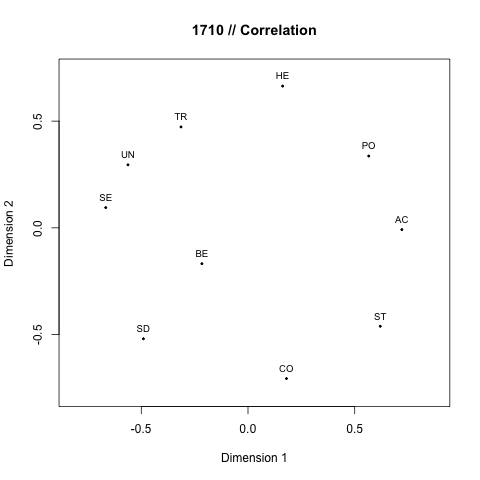 1710 // Correlation
HE
TR
PO
UN
SE
AC
BE
ST
SD
CO
0.5
0.0
-0.5
Dimension 2
-0.5
0.0
0.5
Dimension 1